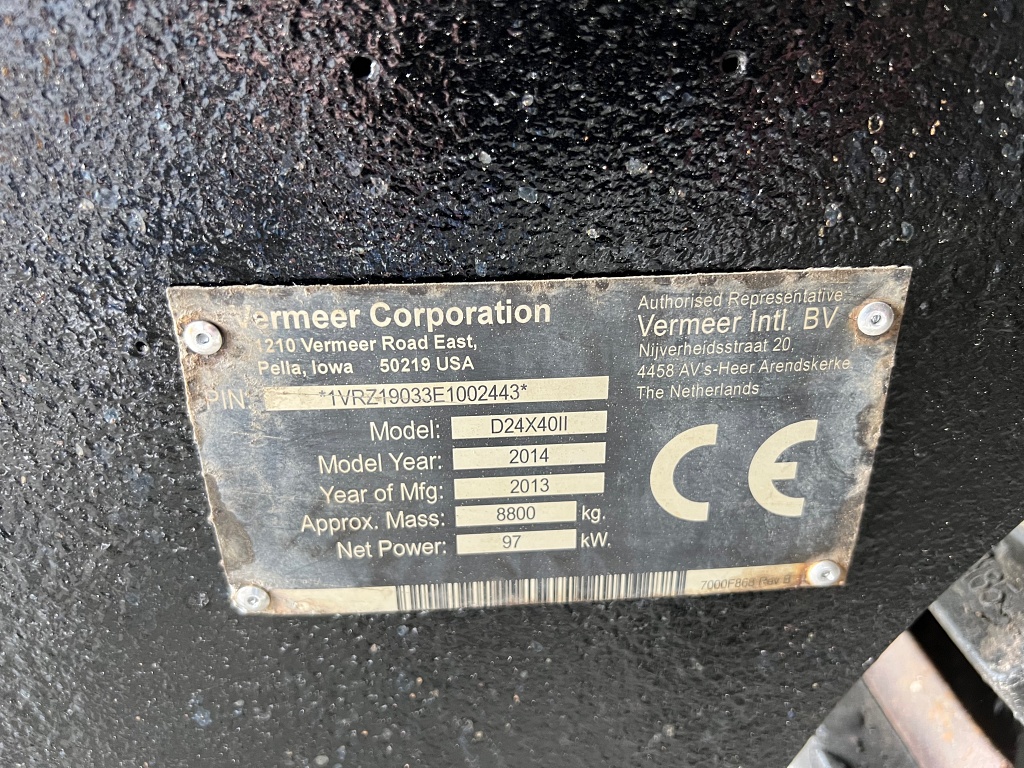 Vermeer Corporation
1210 Vermeer Road East,
Pella, Iowa 50219 USA
Authorised Representative:
Vermeer Intl. BV
Nijverheidsstraat 20,
4458 AV's-Heer Arendskerke
The Netherlands
PIN: *1VRZ19033E1002443*
Model: D24X40II
Model Year: 2014
Year of Mfg: 2013
Approx. Mass: 8800 kg.
Net Power: 97 kW.
CE
7000F868 Rev B